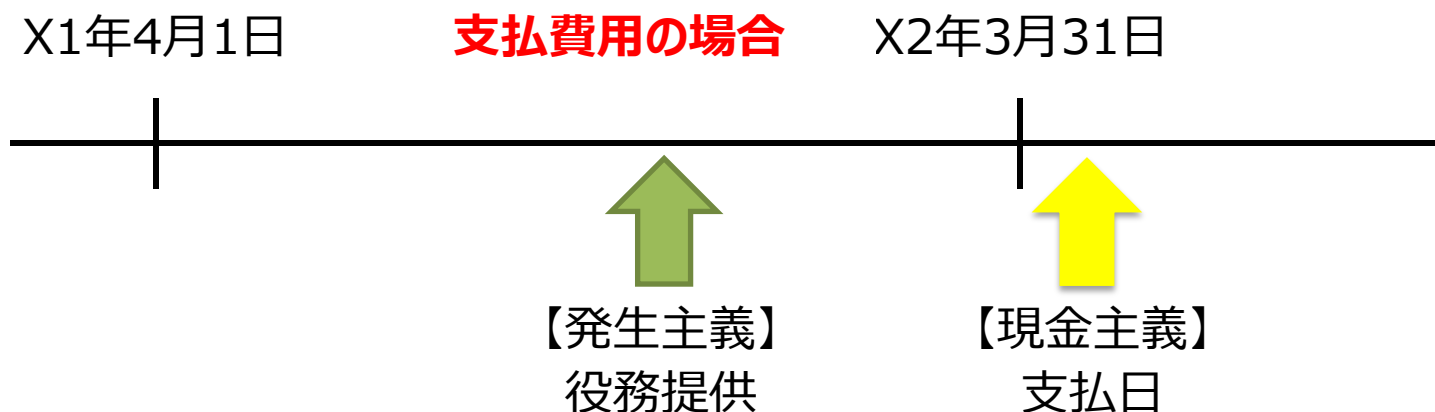 X1年4月1日
支払費用の場合
X2年3月31日
【発生主義】
役務提供
【現金主義】
支払日